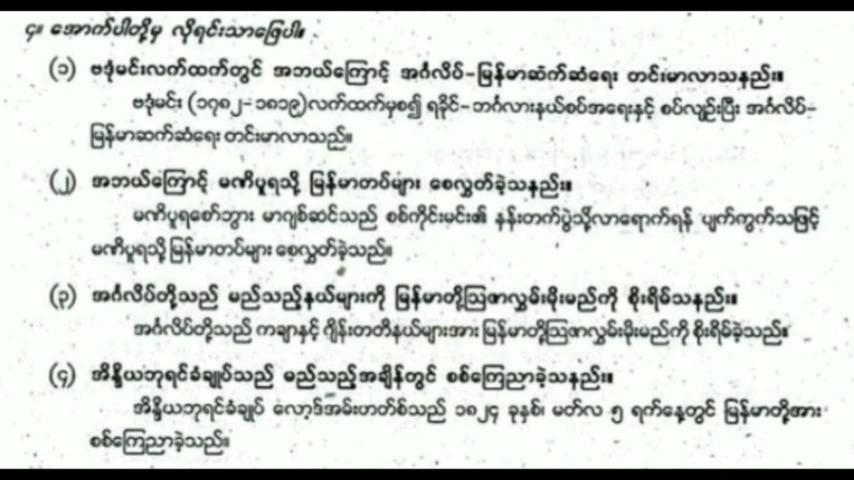 ၄။ အောက်ပါတို့မှ လိုရင်းသာဖြေပါ။
(၁) ဗဒုံမင်းလက်ထက်တွင် အဘယ်ကြောင့် အင်္ဂလိပ်-မြန်မာဆက်ဆံရေး တင်းမာလာသနည်း။
ဗဒုံမင်း (၁၇၈၂-၁၈၁၉)လက်ထက်မှစ၍ ရခိုင်-ဘင်္ဂလားနယ်စပ်အရေးနှင့် စပ်လျဉ်းပြီး အင်္ဂလိပ်-
မြန်မာဆက်ဆံရေး တင်းမာလာသည်။
(၂) အဘယ်ကြောင့် မဏိပူရသို့ မြန်မာတပ်များ စေလွှတ်ခဲ့သနည်း။
မဏိပူရစော်ဘွား မာဂျစ်ဆင်သည် စစ်ကိုင်းမင်း၏ နန်းတက်ပွဲသို့လာရောက်ရန် ပျက်ကွက်သဖြင့်
မဏိပူရသို့ မြန်မာတပ်များ စေလွှတ်ခဲ့သည်။
(၃) အင်္ဂလိပ်တို့သည် မည်သည့်နယ်များကို မြန်မာတို့ဩဇာလွှမ်းမိုးမည်ကို စိုးရိမ်သနည်း။
အင်္ဂလိပ်တို့သည် ကချာနှင့် ဂျိန်းတတီနယ်များအား မြန်မာတို့ဩဇာလွှမ်းမိုးမည်ကို စိုးရိမ်ခဲ့သည်။
(၄) အိန္ဒိယဘုရင်ခံချုပ်သည် မည်သည့်အချိန်တွင် စစ်ကြေညာခဲ့သနည်း။
အိန္ဒိယဘုရင်ခံချုပ် လော့ဒ်အမ်းဟတ်စ်သည် ၁၈၂၄ ခုနှစ်၊ မတ်လ ၅ ရက်နေ့တွင် မြန်မာတို့အား
စစ်ကြေညာခဲ့သည်။